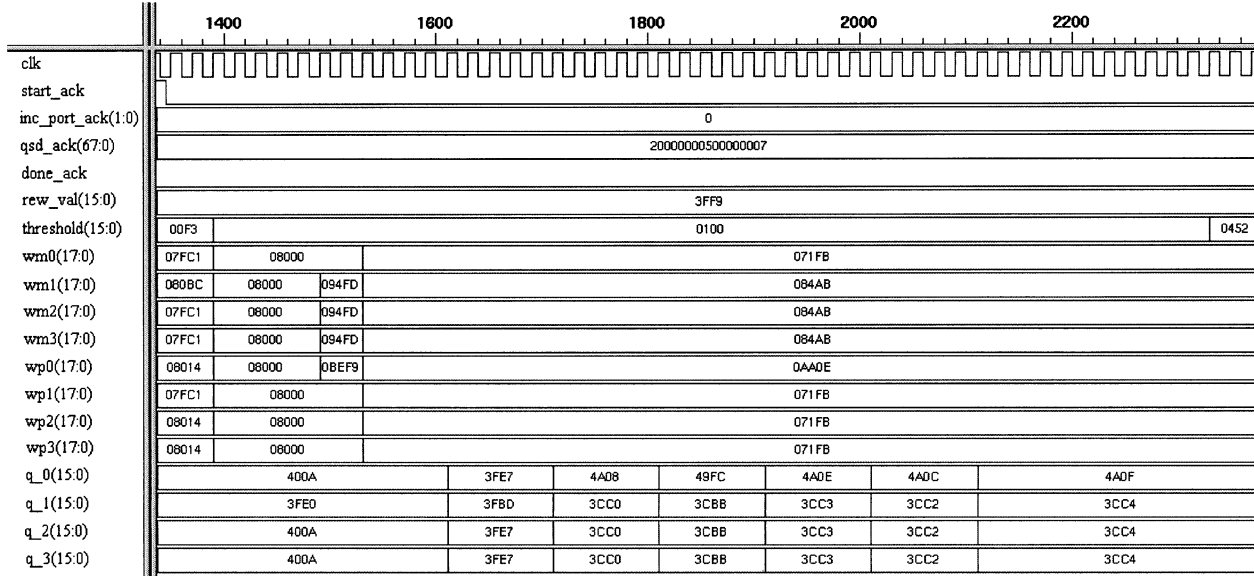 1400 1600 1800 2000 2200
clk
start_ack
inc_port_ack(1:0) 0
qsd_ack(67:0) 20000000500000007
done_ack
rew_val(15:0) 3FF9
threshold(15:0) 00F3 0100 0452
wm0(17:0) 07FC1 08000 071FB
wm1(17:0) 080BC 08000 094FD 084AB
wm2(17:0) 07FC1 08000 094FD 084AB
wm3(17:0) 07FC1 08000 094FD 084AB
wp0(17:0) 08014 08000 0BEF9 0AA0E
wp1(17:0) 07FC1 08000 071FB
wp2(17:0) 08014 08000 071FB
wp3(17:0) 08014 08000 071FB
q_0(15:0) 400A 3FE7 4A08 49FC 4A0E 4A0C 4A0F
q_1(15:0) 3FE0 3FBD 3CC0 3CBB 3CC3 3CC2 3CC4
q_2(15:0) 400A 3FE7 3CC0 3CBB 3CC3 3CC2 3CC4
q_3(15:0) 400A 3FE7 3CC0 3CBB 3CC3 3CC2 3CC4